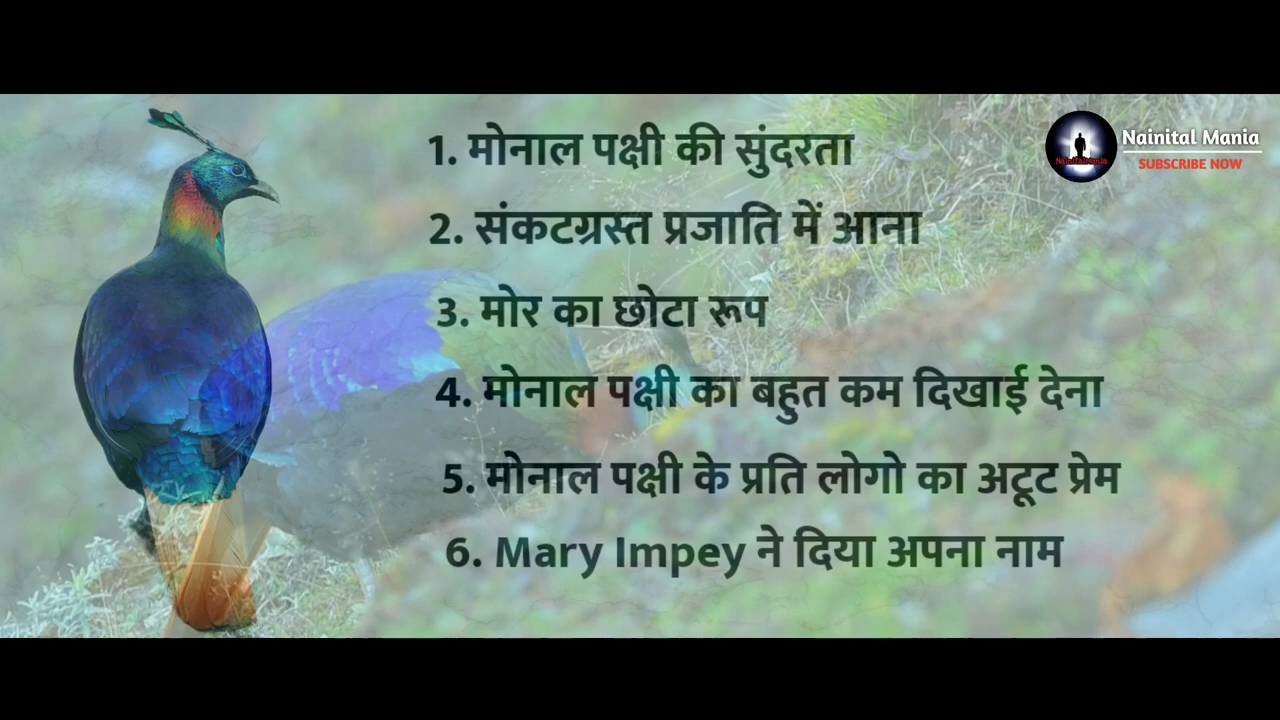 1. मोनाल पक्षी की सुंदरता
Nainital Mania
SUBSCRIBE NOW
NainitalMania
2. संकटग्रस्त प्रजाति में आना
3. मोर का छोटा रूप
4. मोनाल पक्षी का बहुत कम दिखाई देना
5. मोनाल पक्षी के प्रति लोगो का अटूट प्रेम
6. Mary Impey ने दिया अपना नाम